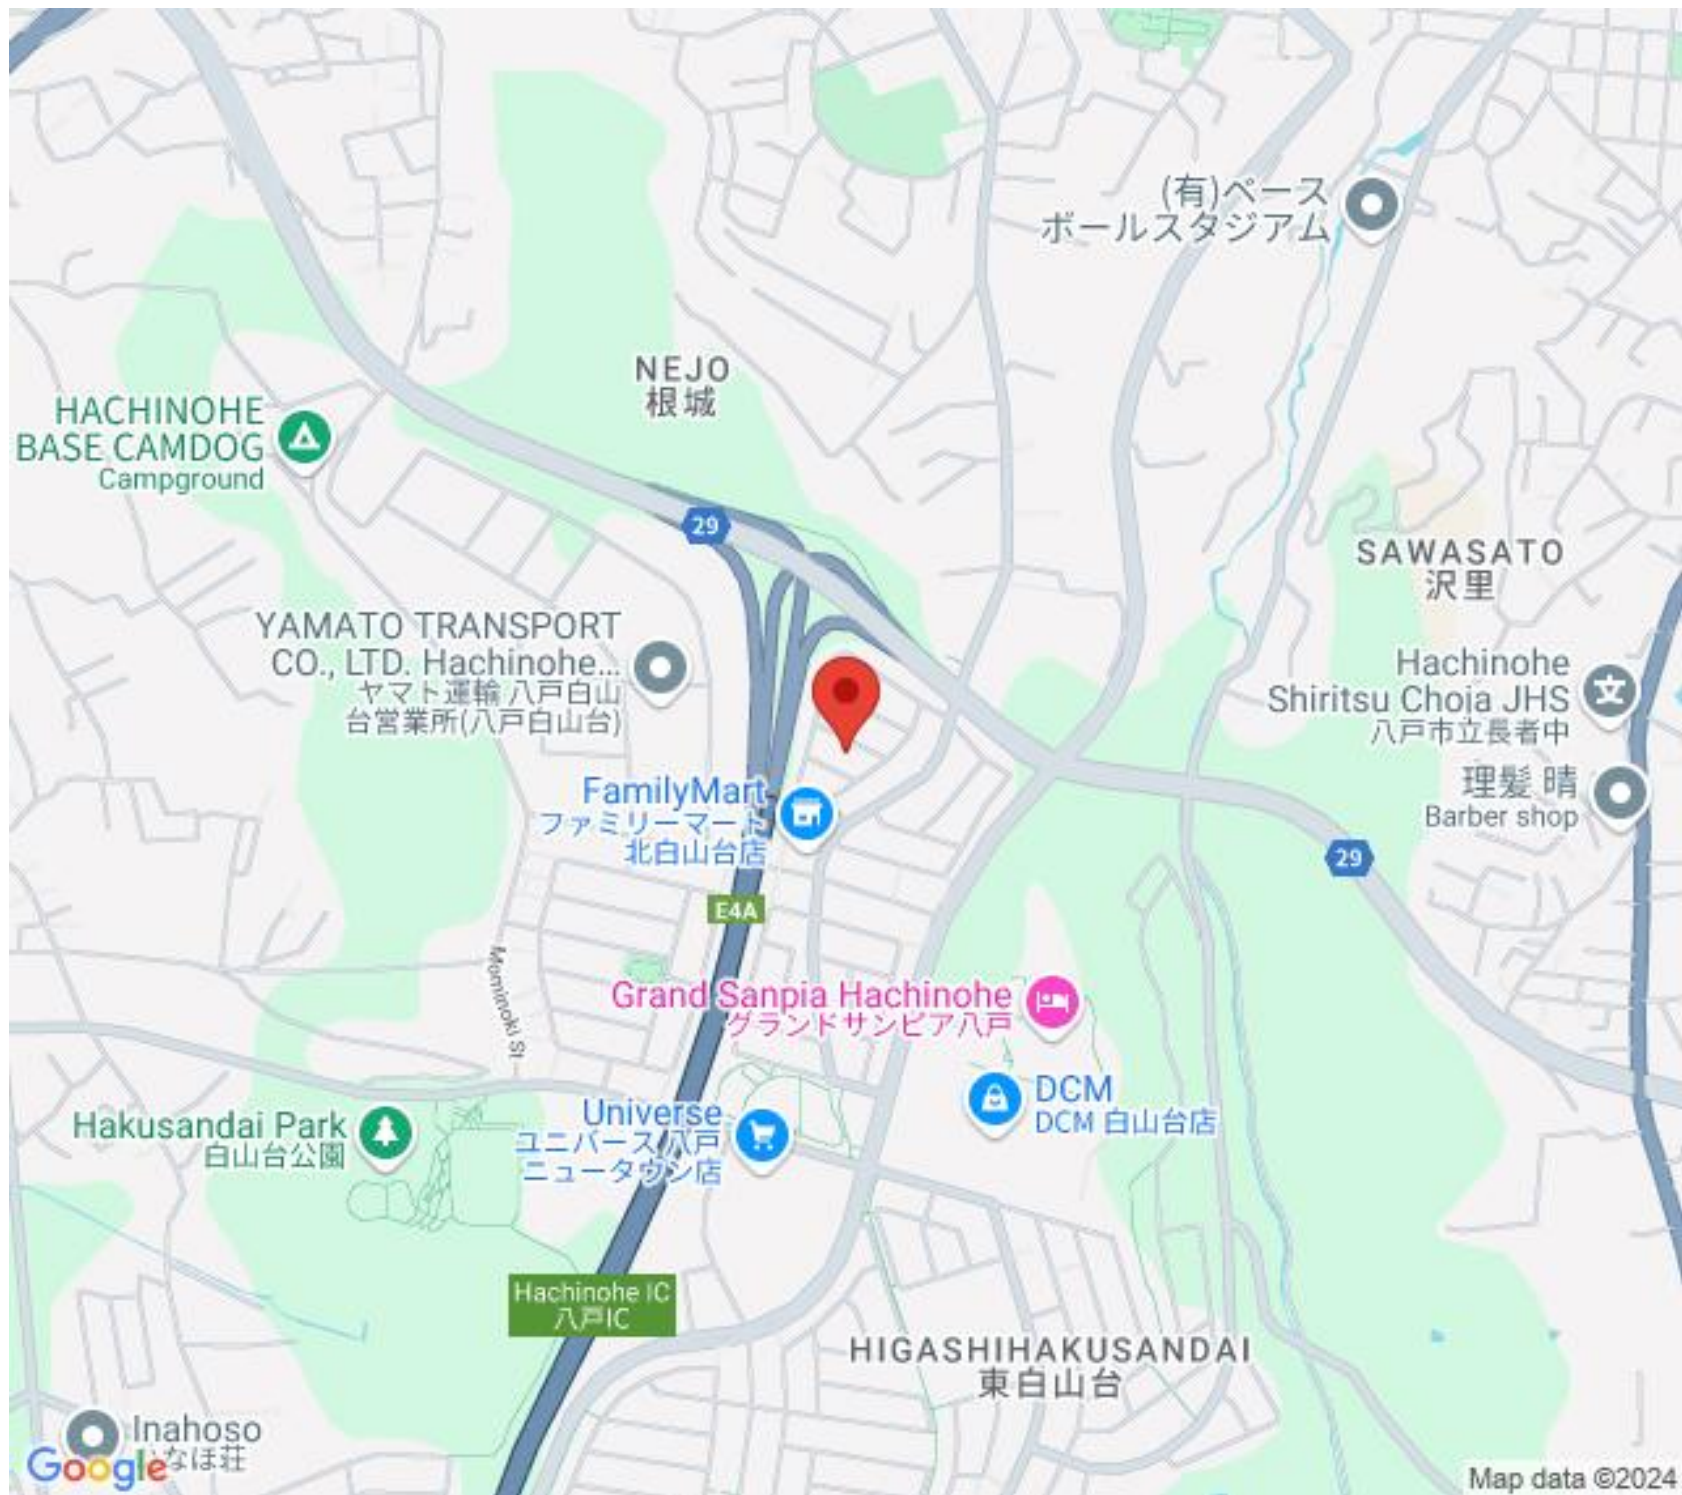 (有)ベース
ボールスタジアム
NEJO
根城
HACHINOHE
BASE CAMDOG
Campground
29
SAWASATO
沢里
YAMATO TRANSPORT
CO., LTD. Hachinohe...
ヤマト運輸 八戸白山
台営業所(八戸白山台)
Hachinohe
Shiritsu Choja JHS
八戸市立長者中
文
FamilyMart
ファミリーマート
北白山台店
理髪 晴
Barber shop
29
E4A
Mominoki St
Grand Sanpia Hachinohe
グランドサンピア八戸
DCM
DCM 白山台店
Universe
ユニバース 八戸
ニュータウン店
Hakusandai Park
白山台公園
Hachinohe IC
八戸IC
HIGASHIHAKUSANDAI
東白山台
Inahoso
いなほ荘
Google
Map data ©2024